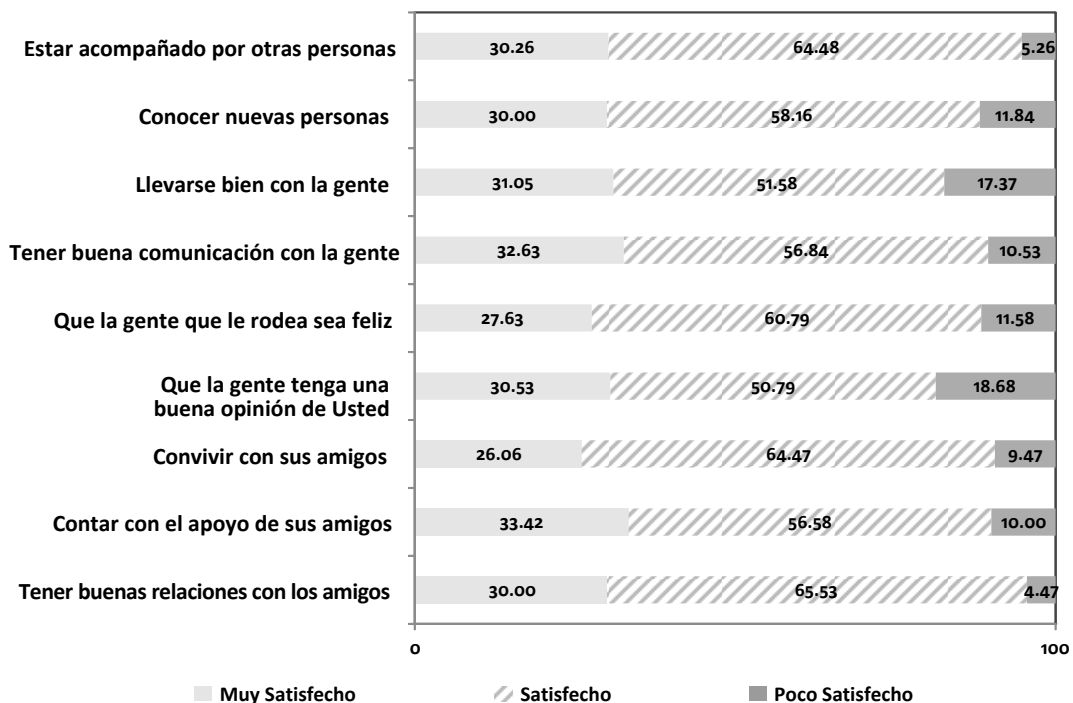 Estar acompañado por otras personas 30.26 64.48 5.26
Conocer nuevas personas 30.00 58.16 11.84
Llevarse bien con la gente 31.05 51.58 17.37
Tener buena comunicación con la gente 32.63 56.84 10.53
Que la gente que le rodea sea feliz 27.63 60.79 11.58
Que la gente tenga una
buena opinión de Usted 30.53 50.79 18.68
Convivir con sus amigos 26.06 64.47 9.47
Contar con el apoyo de sus amigos 33.42 56.58 10.00
Tener buenas relaciones con los amigos 30.00 65.53 4.47
0 100
Muy Satisfecho Satisfecho Poco Satisfecho